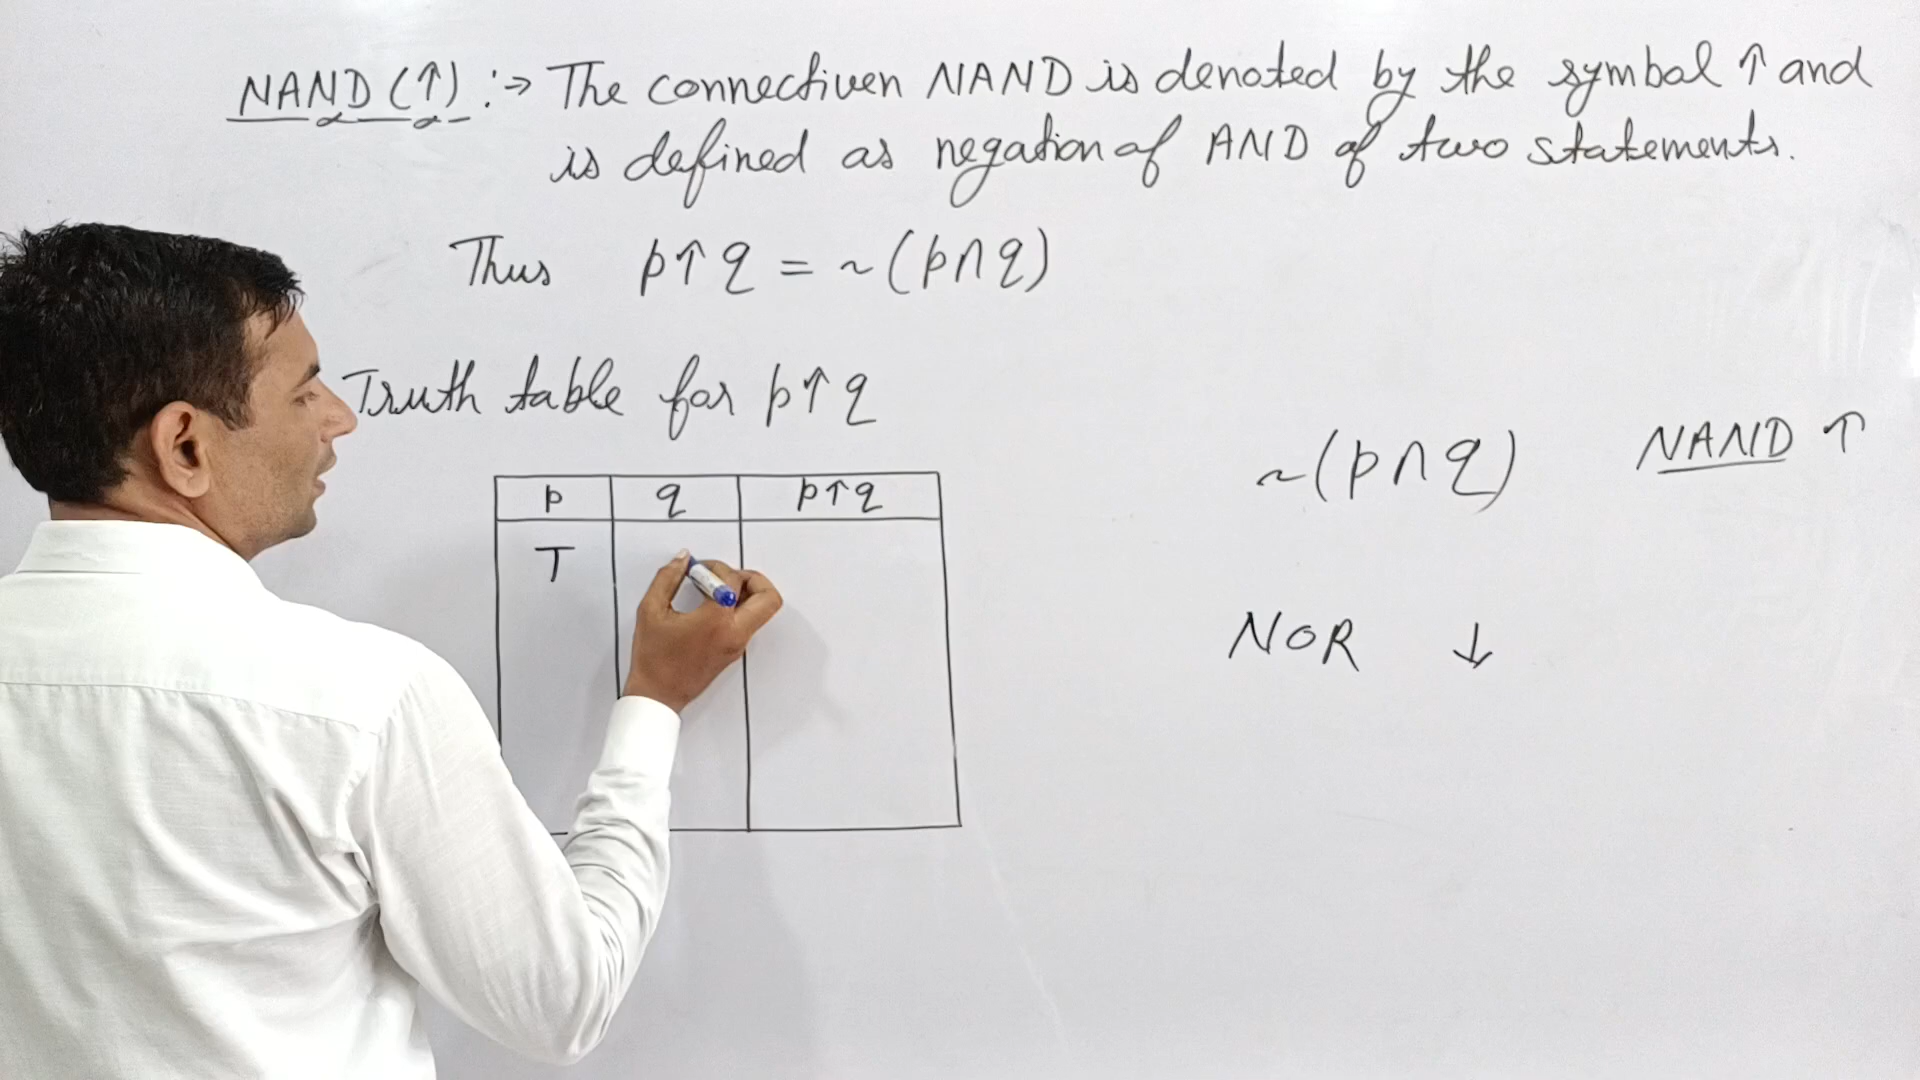 NAND (↑) :→ The connectiven NAND is denoted by the symbol ↑ and
is defined as negation of AND of two statements.
Thus p↑q = ~(p∩q)
Truth table for p↑q
p q p↑q
T
~(p∩q) NAND ↑
NOR ↓